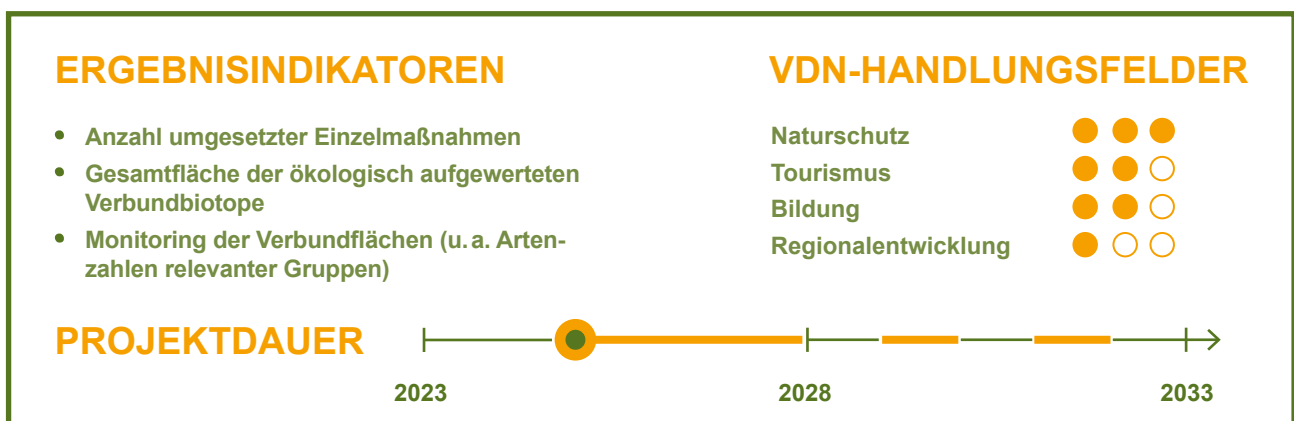 ERGEBNISINDIKATOREN
• Anzahl umgesetzter Einzelmaßnahmen
• Gesamtfläche der ökologisch aufgewerteten
Verbundbiotope
• Monitoring der Verbundflächen (u. a. Arten-
zahlen relevanter Gruppen)
VDN-HANDLUNGSFELDER
Naturschutz
Tourismus
Bildung
Regionalentwicklung
PROJEKTDAUER
2023
2028
2033